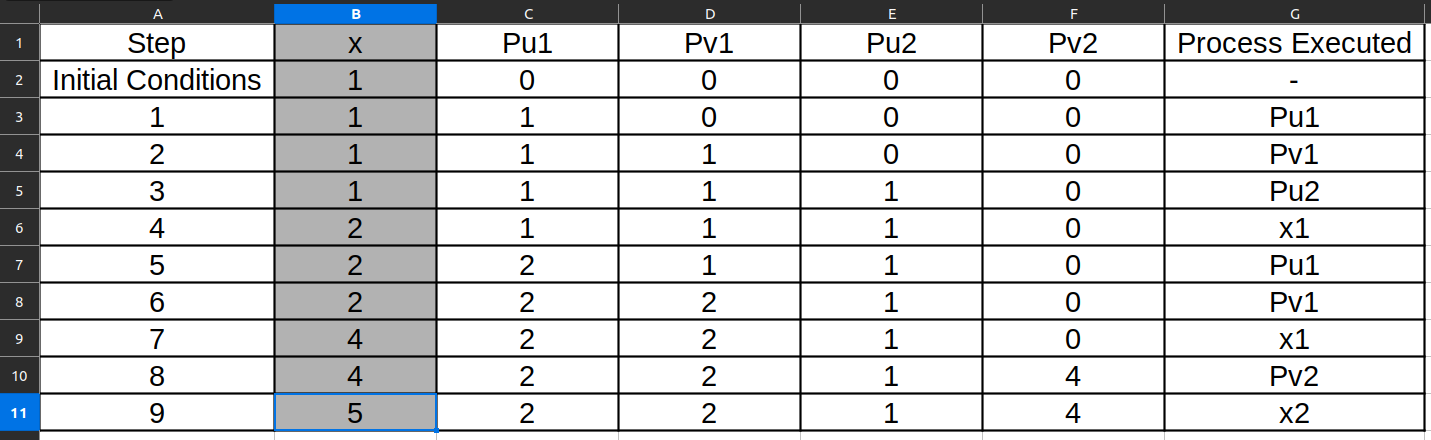 A B C D E F G
1 Step x Pu1 Pv1 Pu2 Pv2 Process Executed
2 Initial Conditions 1 0 0 0 0 -
3 1 1 1 0 0 0 Pu1
4 2 1 1 1 0 0 Pv1
5 3 1 1 1 1 0 Pu2
6 4 2 1 1 1 0 x1
7 5 2 2 1 1 0 Pu1
8 6 2 2 2 1 0 Pv1
9 7 4 2 2 1 0 x1
10 8 4 2 2 1 4 Pv2
11 9 5 2 2 1 4 x2